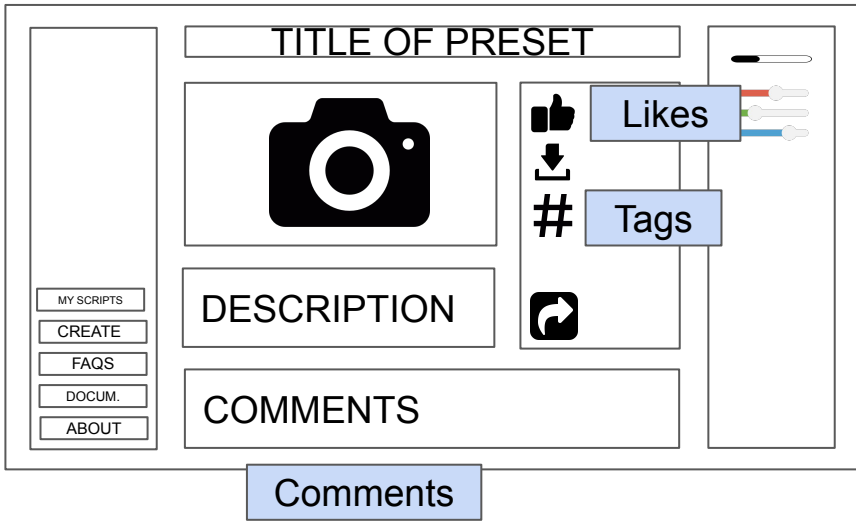 TITLE OF PRESET
Likes
#
Tags
MY SCRIPTS
CREATE
FAQS
DOCUM.
ABOUT
DESCRIPTION
COMMENTS
Comments